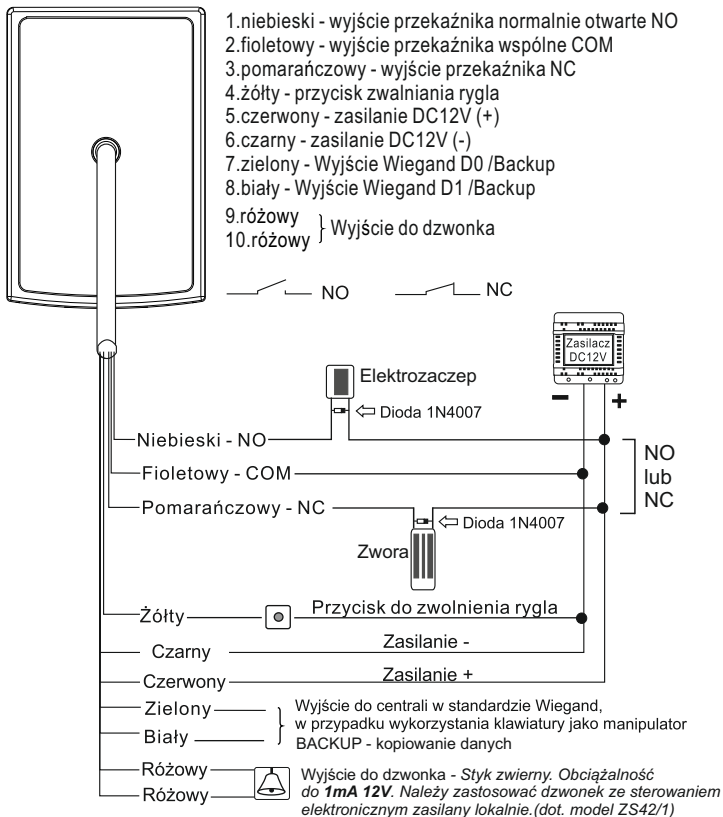 1.niebieski - wyjście przekaźnika normalnie otwarte NO
2.fioletowy - wyjście przekaźnika wspólne COM
3.pomarańczowy - wyjście przekaźnika NC
4.żółty - przycisk zwalniania rygla
5.czerwony - zasilanie DC12V (+)
6.czarny - zasilanie DC12V (-)
7.zielony - Wyjście Wiegand D0 /Backup
8.biały - Wyjście Wiegand D1 /Backup
9.różowy
10.różowy } Wyjście do dzwonka
NO
NC
Zasilacz
DC12V
- +
Elektrozaczep
Dioda 1N4007
Niebieski - NO
Fioletowy - COM
Pomarańczowy - NC
NO
lub
NC
Dioda 1N4007
Zwora
Żółty
Przycisk do zwolnienia rygla
Czarny
Zasilanie -
Czerwony
Zasilanie +
Zielony
Biały
Wyjście do centrali w standardzie Wiegand,
w przypadku wykorzystania klawiatury jako manipulator
BACKUP - kopiowanie danych
Różowy
Różowy
Wyjście do dzwonka - Styk zwierny. Obciążalność
do 1mA 12V. Należy zastosować dzwonek ze sterowaniem
elektronicznym zasilany lokalnie.(dot. model ZS42/1)